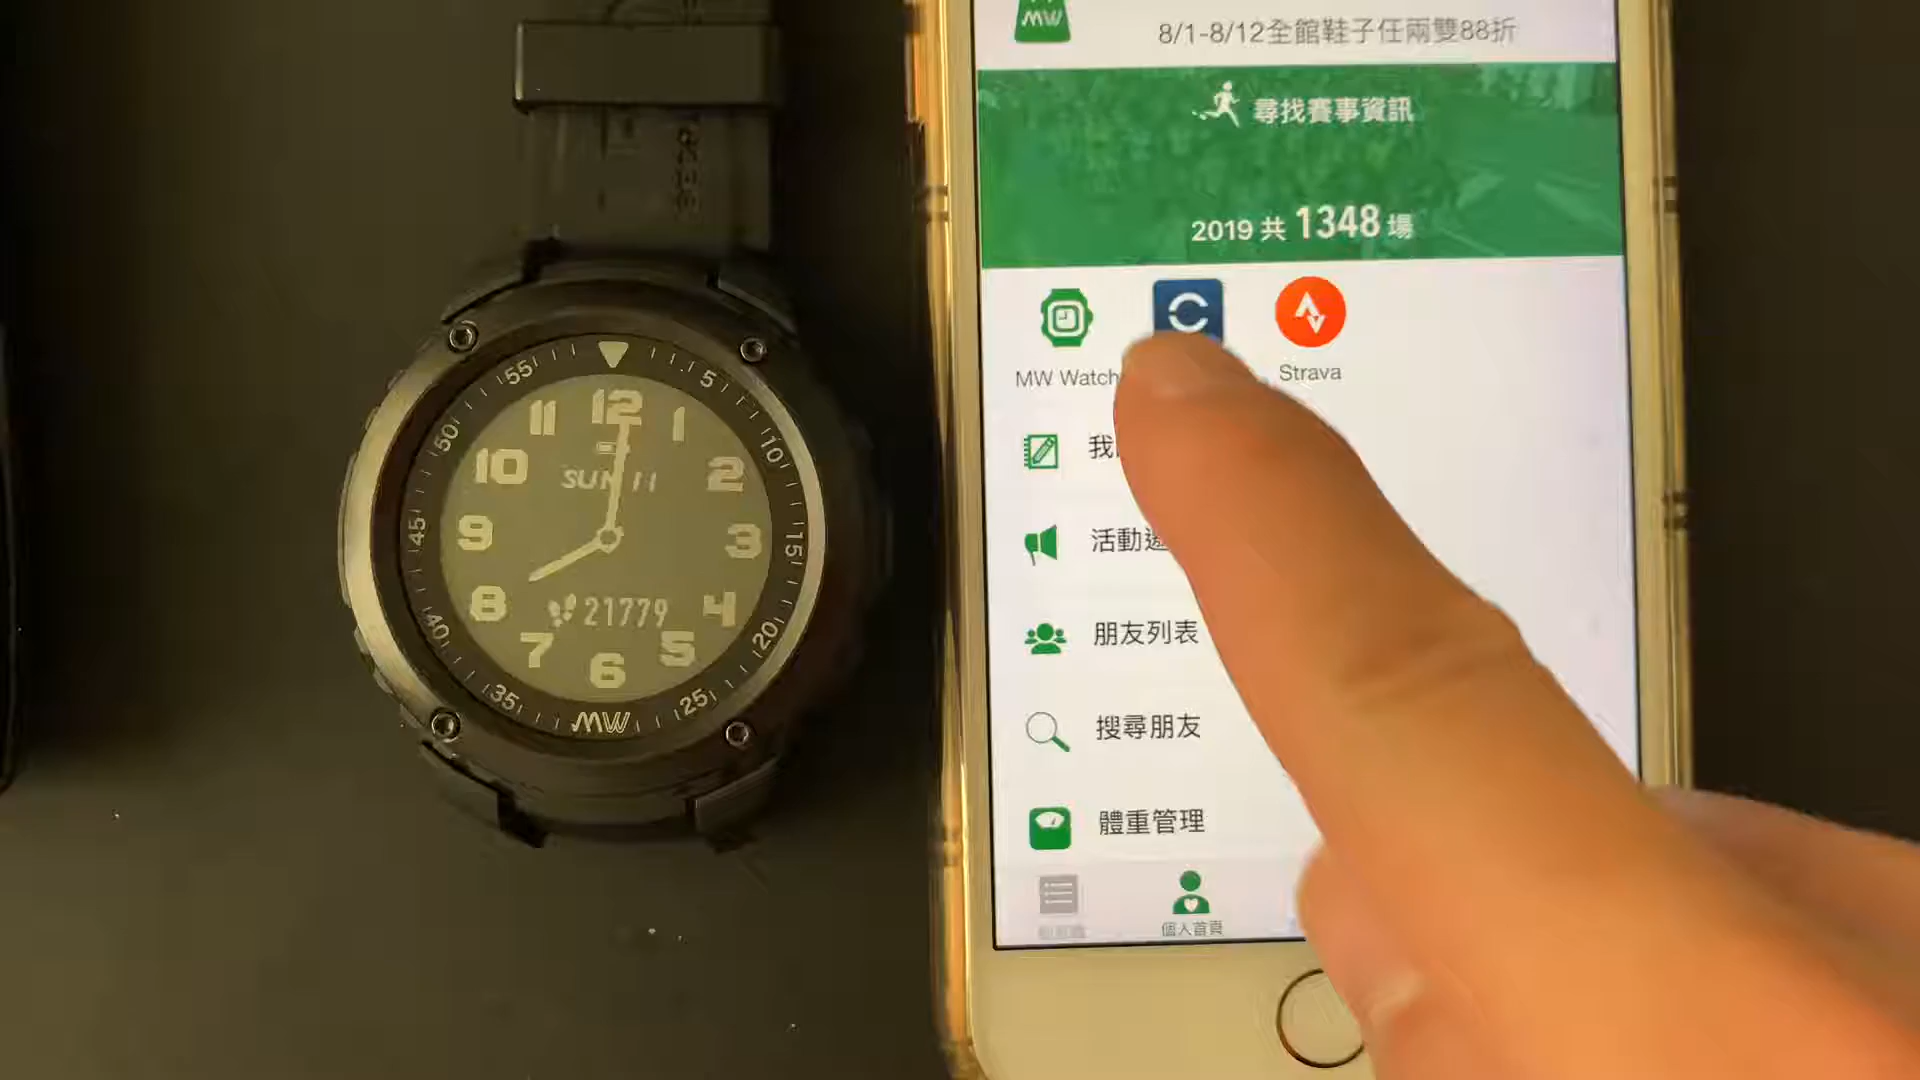 MW
8/1-8/12全館鞋子任兩雙88折
尋找賽事資訊
2019 共 1348 場
MW Watch
Strava
我
活動邀
朋友列表
搜尋朋友
體重管理
個人首頁
55 5 10 15 20 25 35 40 45 50
12 1 2 3 4 5 6 7 8 9 10 11
SUN 11
21779
MW